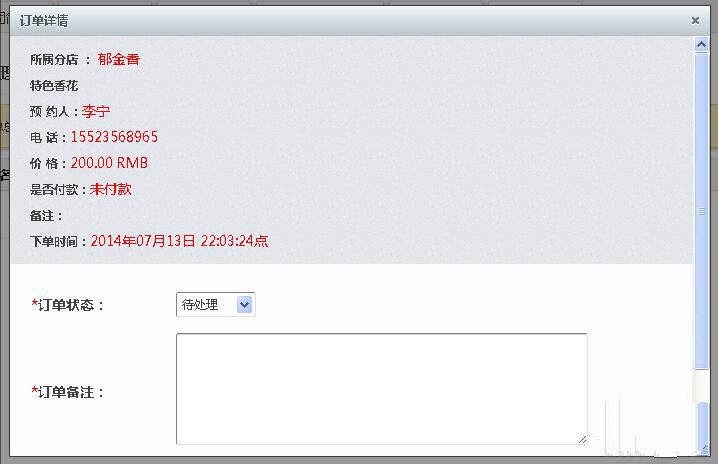 订单详情
所属分店 ： 郁金香
特色香花
预 约人：李宁
电 话：15523568965
价 格：200.00 RMB
是否付款：未付款
备注：
下单时间：2014年07月13日 22:03:24点
*订单状态： 待处理
*订单备注：